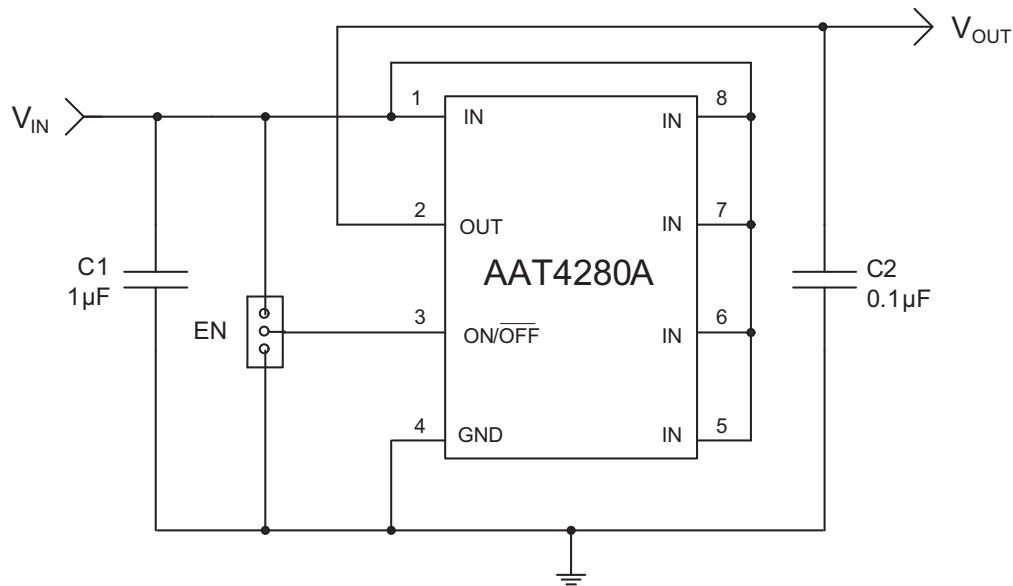 V_OUT
V_IN
1
IN
IN
8
2
OUT
IN
7
AAT4280A
C1
1µF
C2
0.1µF
EN
3
ON/O̅F̅F̅
IN
6
4
GND
IN
5